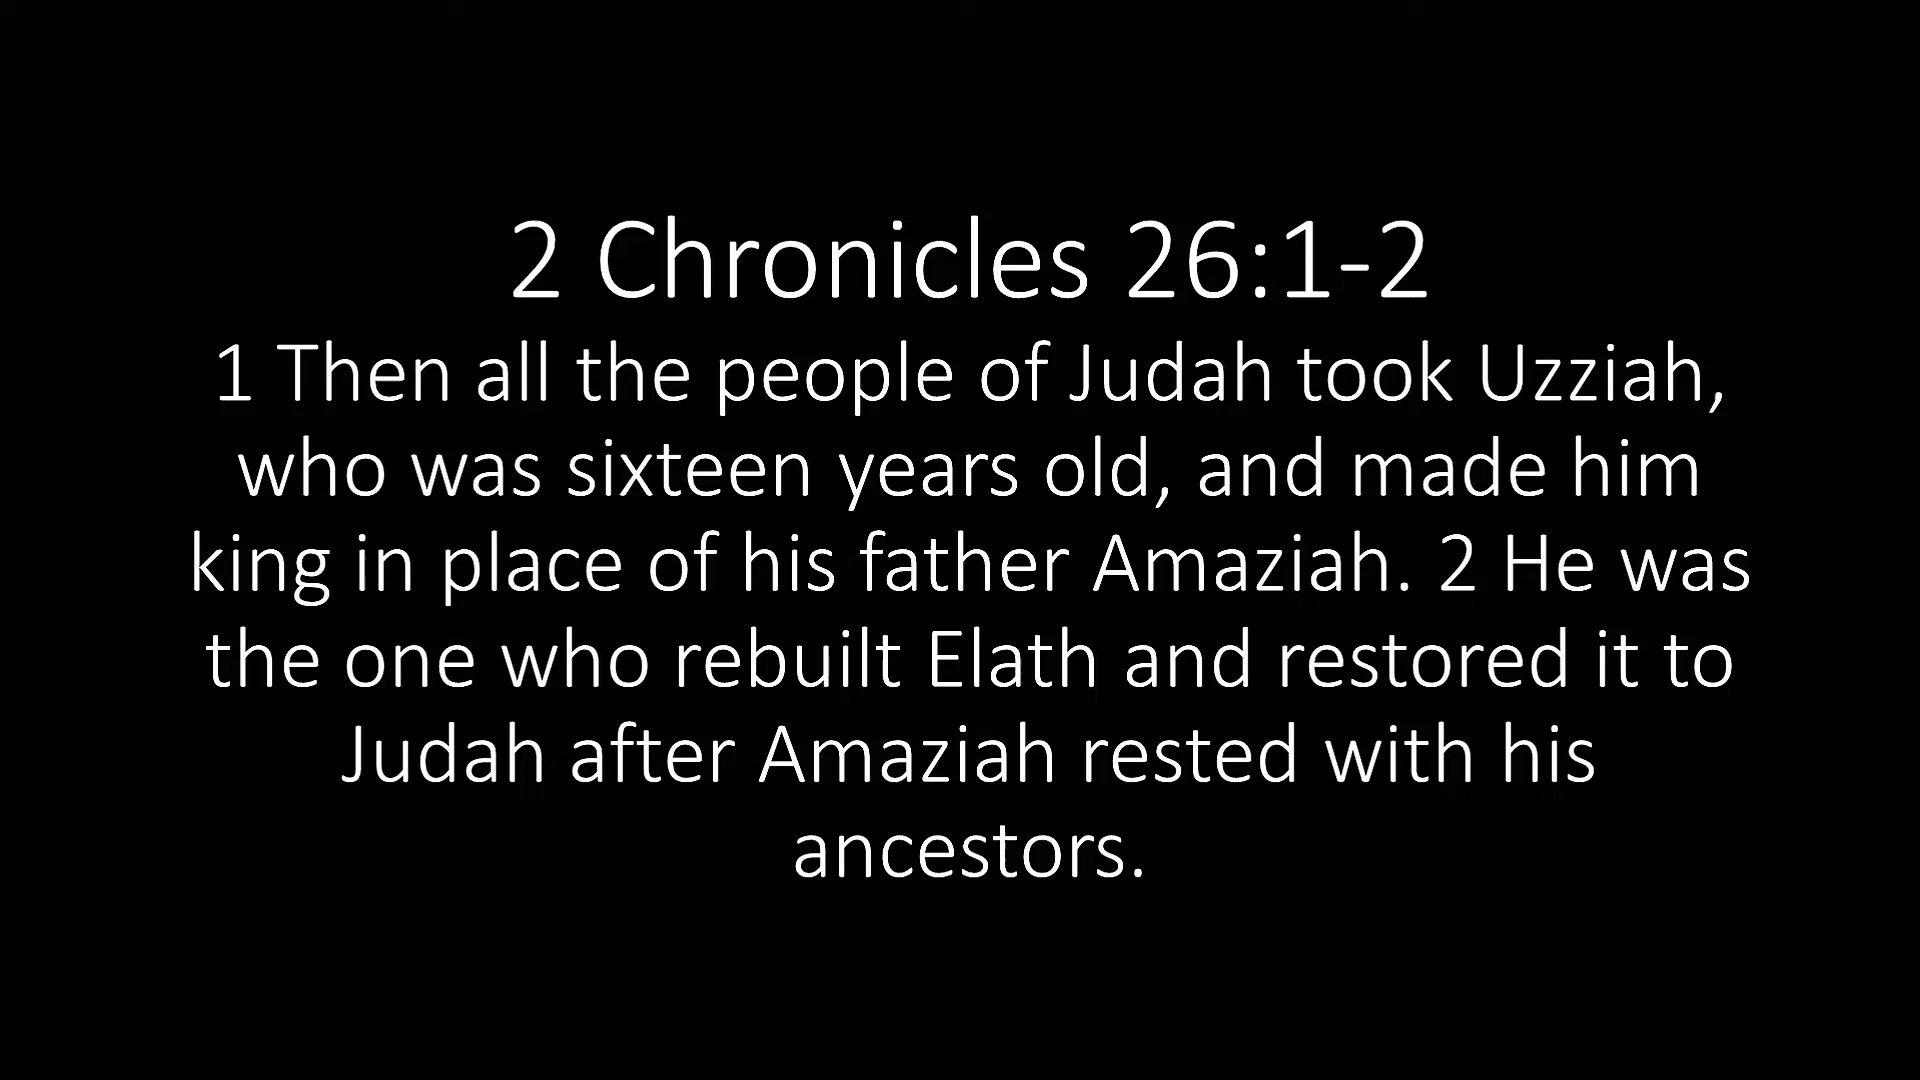 2 Chronicles 26:1-2
1 Then all the people of Judah took Uzziah,
who was sixteen years old, and made him
king in place of his father Amaziah. 2 He was
the one who rebuilt Elath and restored it to
Judah after Amaziah rested with his
ancestors.